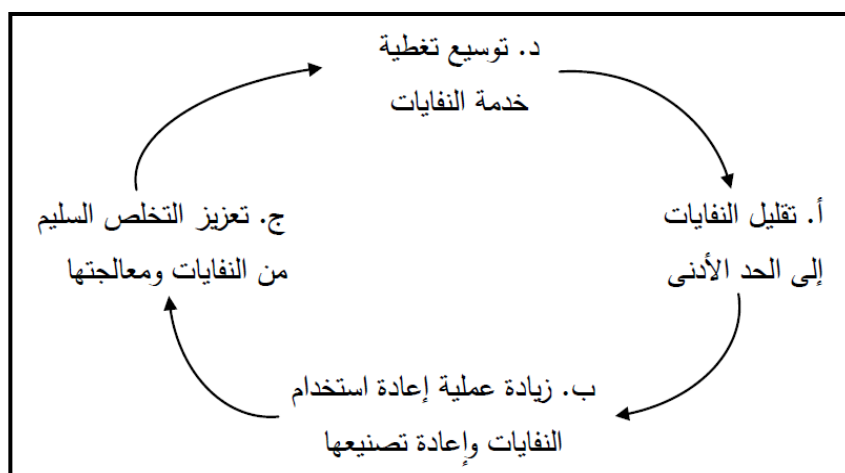 د. توسيع تغطية
خدمة النفايات
أ. تقليل النفايات
إلى الحد الأدنى
ب. زيادة عملية إعادة استخدام
النفايات وإعادة تصنيعها
ج. تعزيز التخلص السليم
من النفايات ومعالجتها